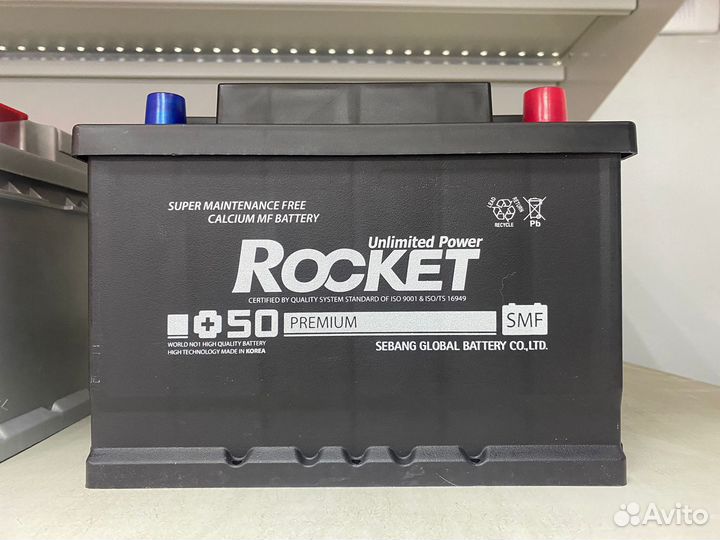 SUPER MAINTENANCE FREE
CALCIUM MF BATTERY
LEAD RETURN
RECYCLE
Pb
Unlimited Power
ROCKET
CERTIFIED BY QUALITY SYSTEM STANDARD OF ISO 9001 & ISO/TS 16949
+50 PREMIUM SMF
WORLD NO1 HIGH QUALITY BATTERY
HIGH TECHNOLOGY MADE IN KOREA
SEBANG GLOBAL BATTERY CO.,LTD.
Avito